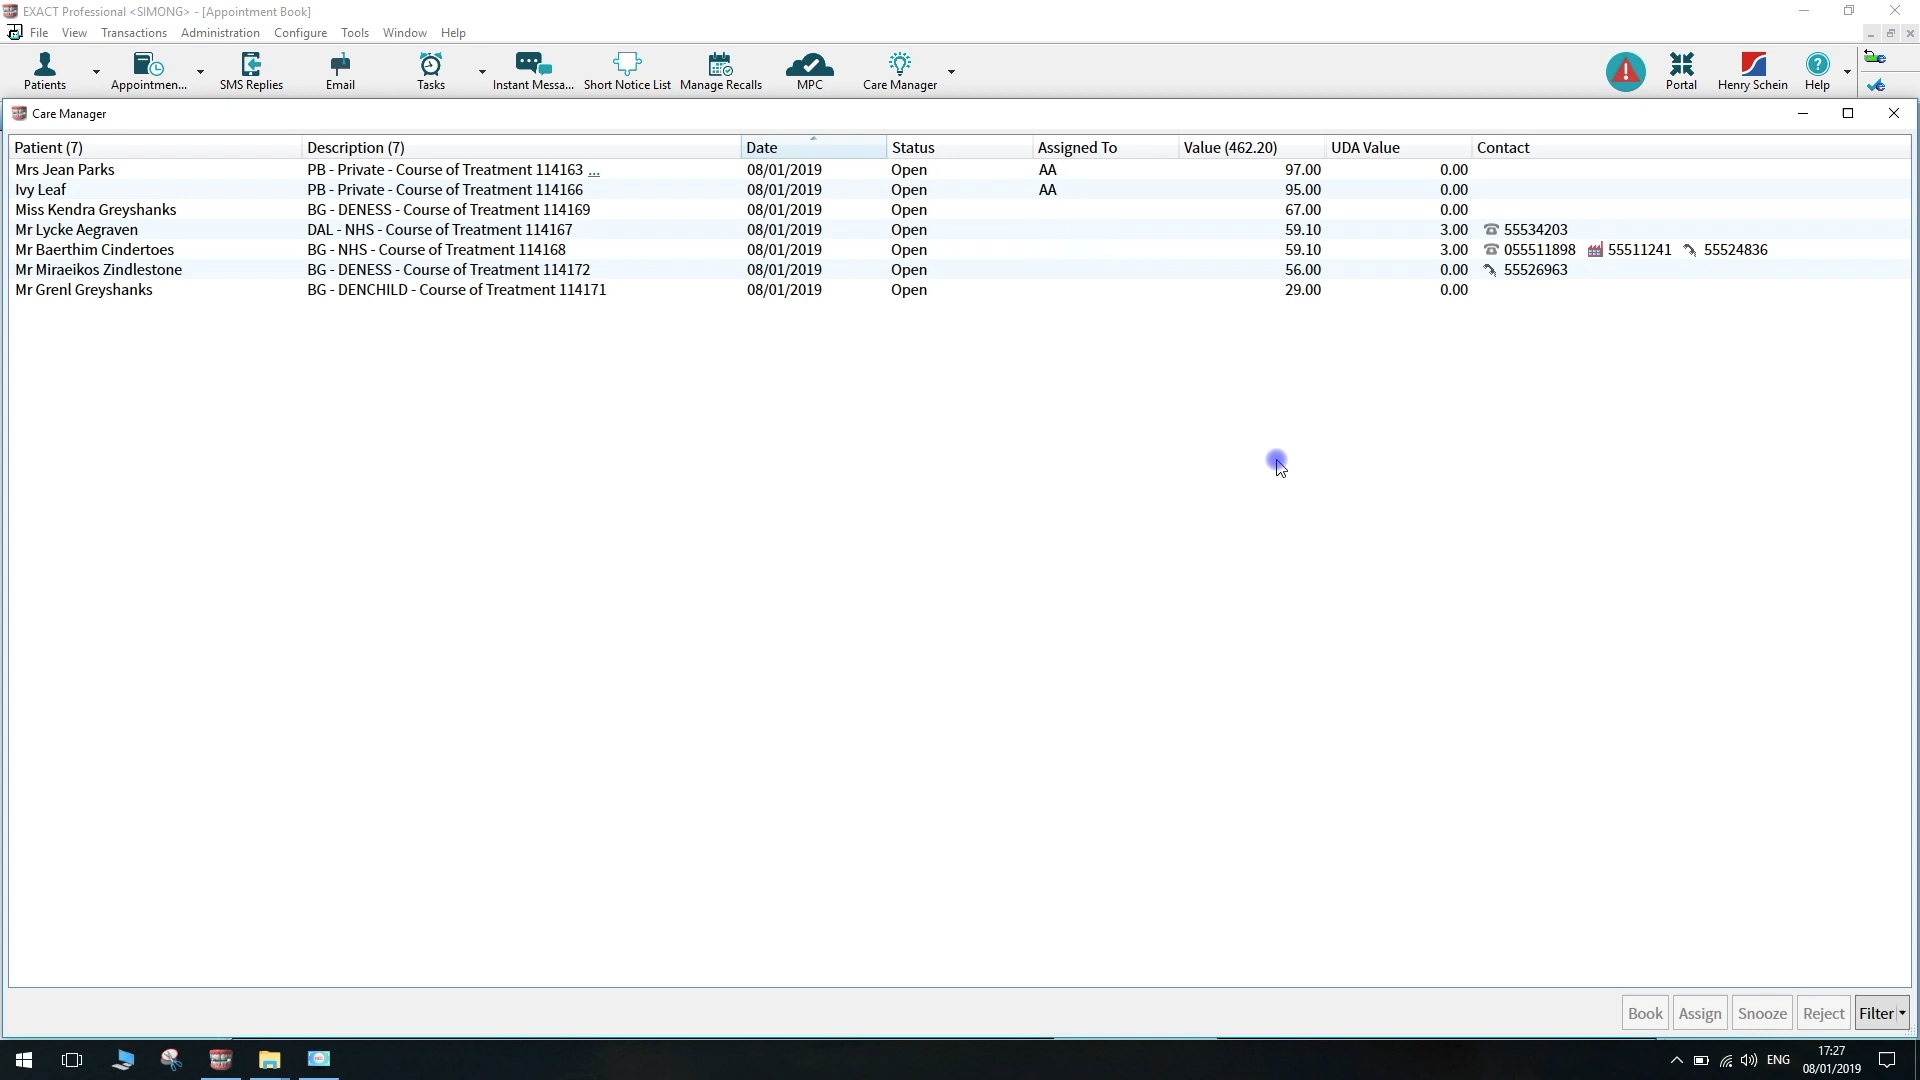 EXACT Professional <SIMONG> - [Appointment Book]
File View Transactions Administration Configure Tools Window Help
Patients Appointmen... SMS Replies Email Tasks Instant Messa... Short Notice List Manage Recalls MPC Care Manager Portal Henry Schein Help
Care Manager
Patient (7) Description (7) Date Status Assigned To Value (462.20) UDA Value Contact
Mrs Jean Parks PB - Private - Course of Treatment 114163 ... 08/01/2019 Open AA 97.00 0.00
Ivy Leaf PB - Private - Course of Treatment 114166 08/01/2019 Open AA 95.00 0.00
Miss Kendra Greyshanks BG - DENESS - Course of Treatment 114169 08/01/2019 Open 67.00 0.00
Mr Lycke Aegraven DAL - NHS - Course of Treatment 114167 08/01/2019 Open 59.10 3.00 55534203
Mr Baerthim Cindertoes BG - NHS - Course of Treatment 114168 08/01/2019 Open 59.10 3.00 055511898 55511241 55524836
Mr Miraeikos Zindlestone BG - DENESS - Course of Treatment 114172 08/01/2019 Open 56.00 0.00 55526963
Mr Grenl Greyshanks BG - DENCHILD - Course of Treatment 114171 08/01/2019 Open 29.00 0.00
Book Assign Snooze Reject Filter
ENG 17:27
08/01/2019